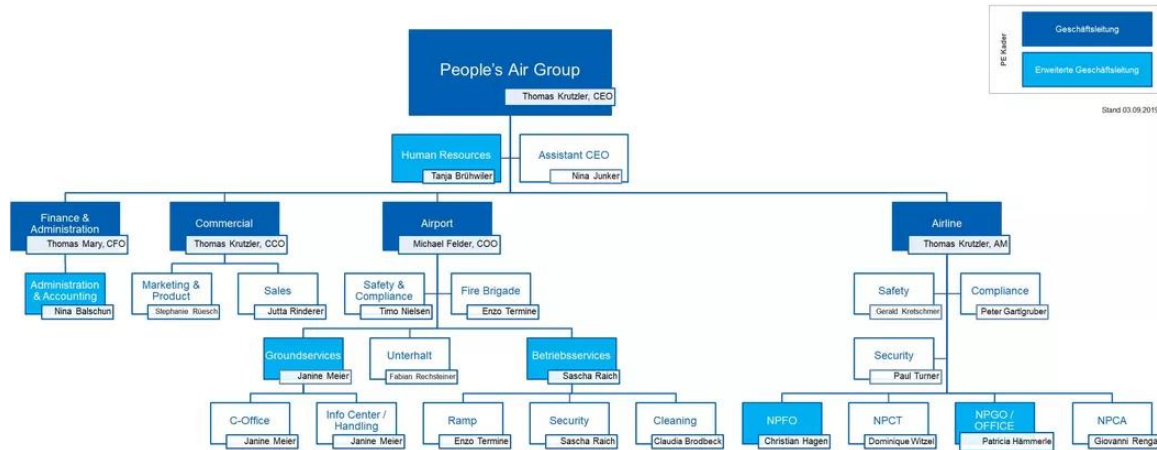 People's Air Group
Thomas Krutzler, CEO
PE Kader
Geschäftsleitung
Erweiterte Geschäftsleitung
Stand 03.09.2019
Human Resources
Tanja Brühwiler
Assistant CEO
Nina Junker
Finance &
Administration
Thomas Mary, CFO
Commercial
Thomas Krutzler, CCO
Airport
Michael Felder, COO
Airline
Thomas Krutzler, AM
Administration
& Accounting
Nina Balschun
Marketing &
Product
Stephanie Rüesch
Sales
Jutta Rinderer
Safety &
Compliance
Timo Nielsen
Fire Brigade
Enzo Termine
Safety
Gerald Kretschmer
Compliance
Peter Gartlgruber
Groundservices
Janine Meier
Unterhalt
Fabian Rechsteiner
Betriebsservices
Sascha Raich
Security
Paul Turner
C-Office
Janine Meier
Info Center /
Handling
Janine Meier
Ramp
Enzo Termine
Security
Sascha Raich
Cleaning
Claudia Brodbeck
NPFO
Christian Hagen
NPCT
Dominique Witzel
NPGO /
OFFICE
Patricia Hämmerle
NPCA
Giovanni Renga